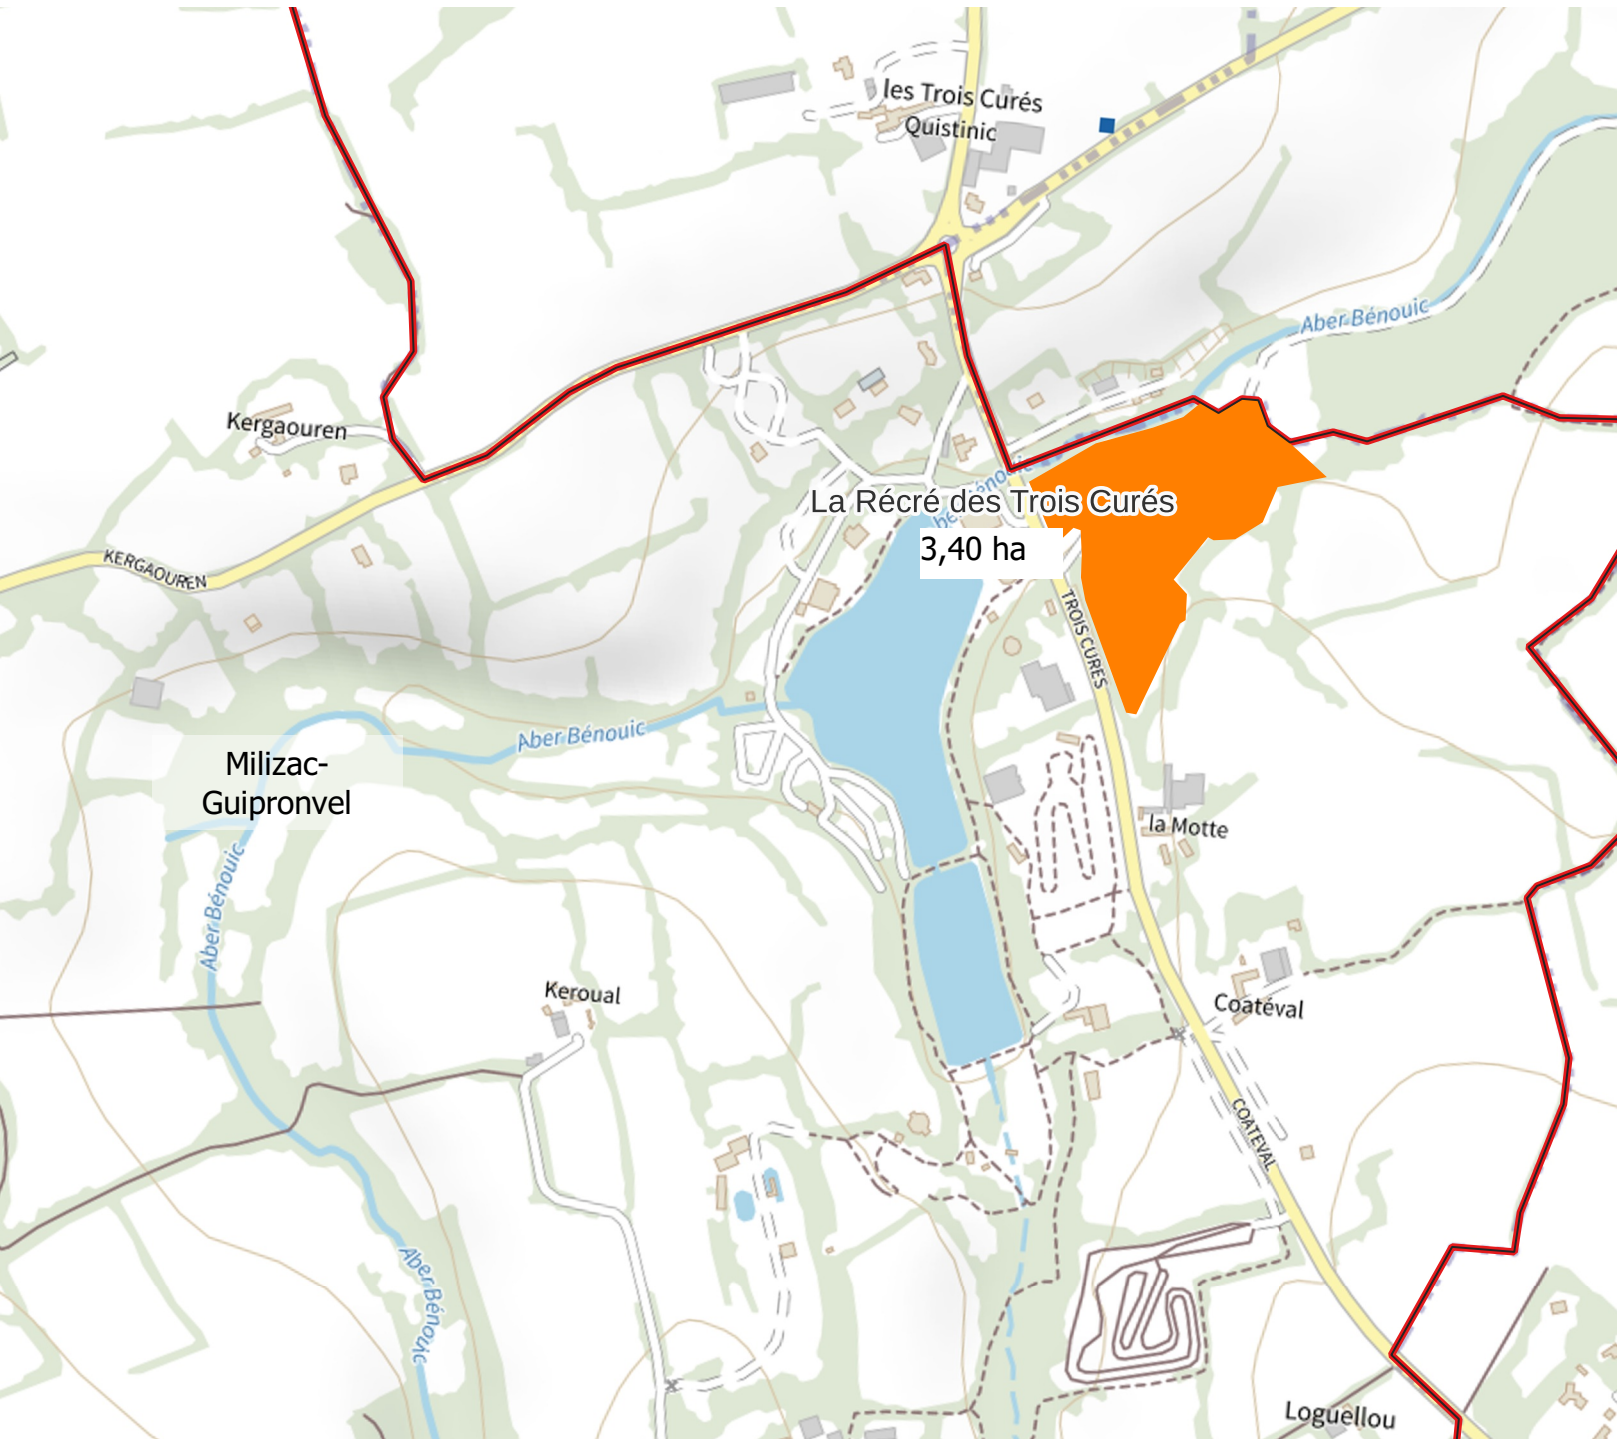 les Trois Curés
Quistinic
Aber Bénouic
Kergaouren
La Récré des Trois Curés
3,40 ha
KERGAOUREN
TROIS CURES
Aber Bénouic
Milizac-
Guipronvel
la Motte
Aber Bénouic
Keroual
Coatéval
COATEVAL
Aber Bénouic
Loguellou